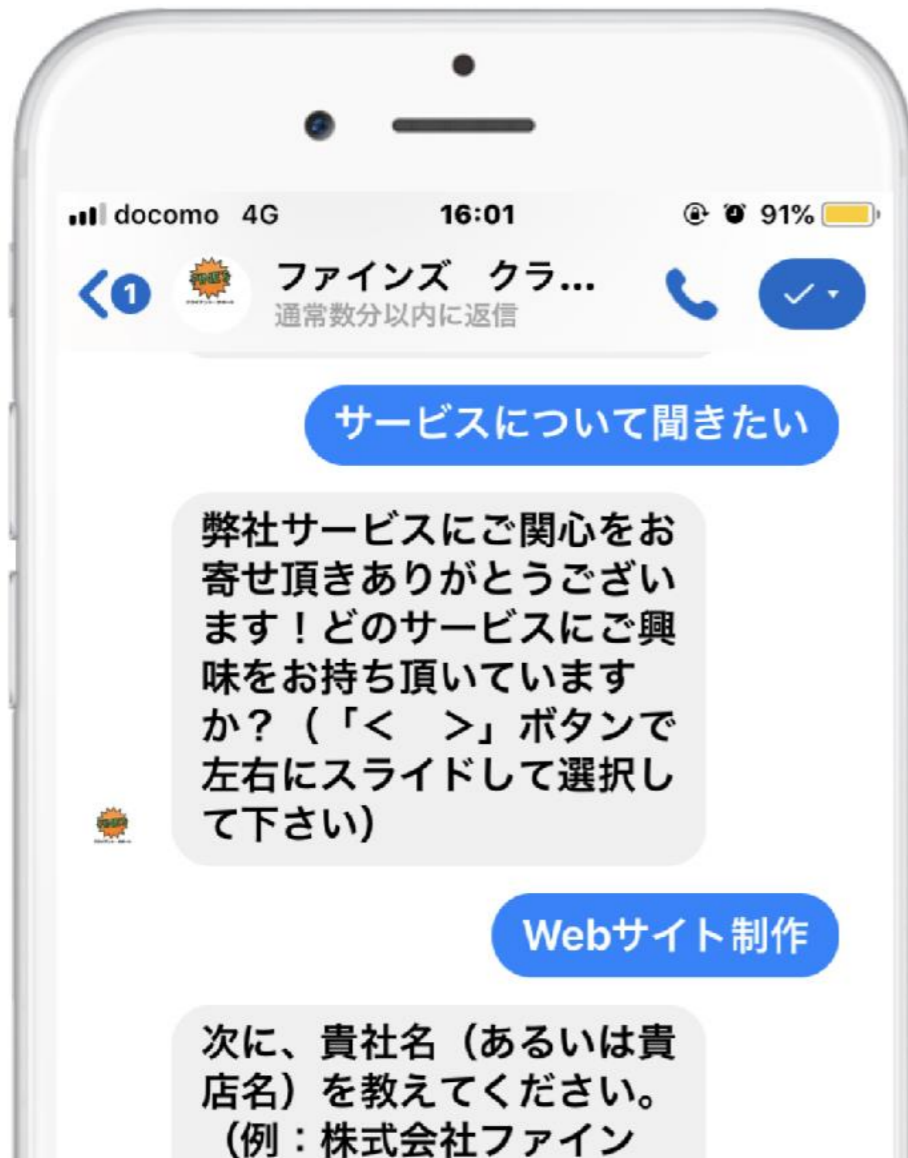 docomo 4G 16:01 91%
1 ファインズ クラ...
通常数分以内に返信
サービスについて聞きたい
弊社サービスにご関心をお
寄せ頂きありがとうござい
ます！どのサービスにご興
味をお持ち頂いています
か？（「＜　＞」ボタンで
左右にスライドして選択し
て下さい）
Webサイト制作
次に、貴社名（あるいは貴
店名）を教えてください。
（例：株式会社ファイン